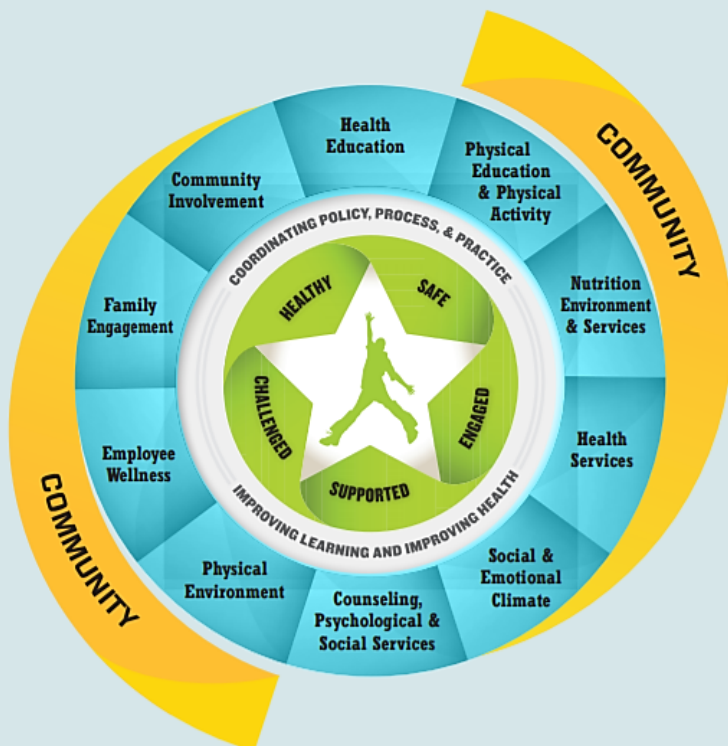 COMMUNITY
Health
Education
Physical
Education
& Physical
Activity
Nutrition
Environment
& Services
Health
Services
Social &
Emotional
Climate
Counseling,
Psychological &
Social Services
Physical
Environment
Employee
Wellness
Family
Engagement
Community
Involvement
COORDINATING POLICY, PROCESS, & PRACTICE
IMPROVING LEARNING AND IMPROVING HEALTH
HEALTHY
SAFE
ENGAGED
SUPPORTED
CHALLENGED
COMMUNITY